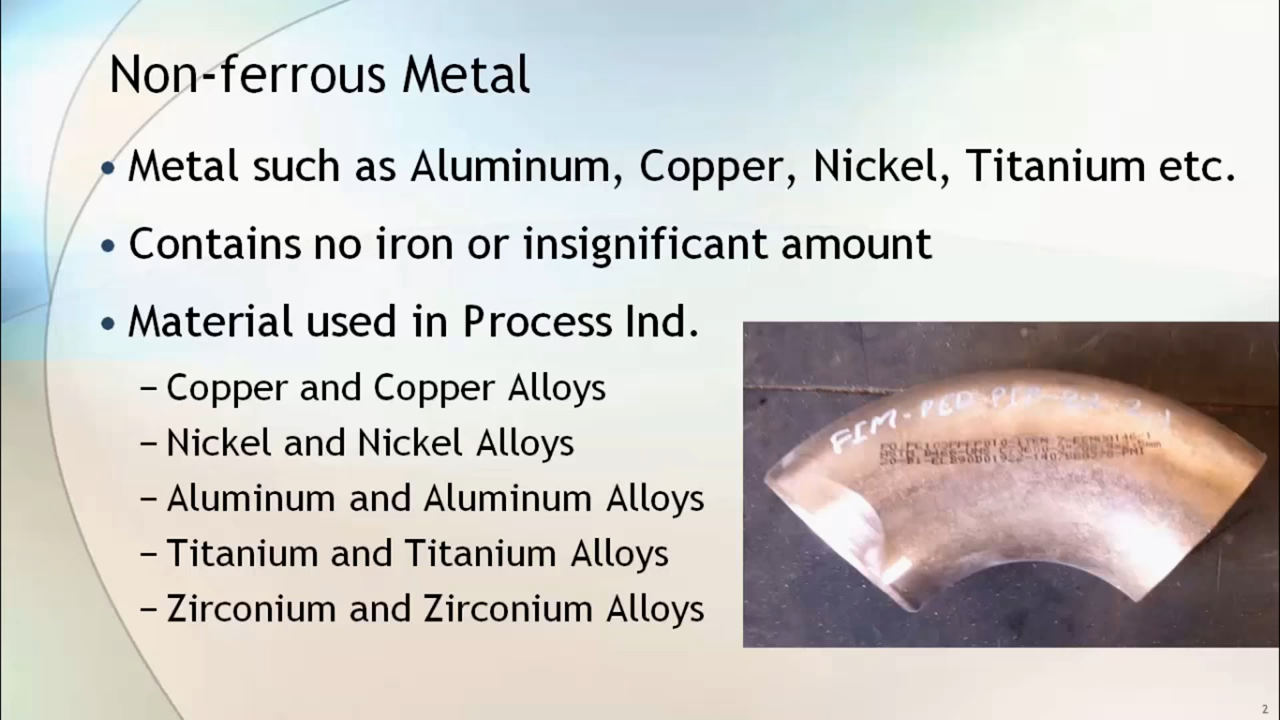 Non-ferrous Metal
• Metal such as Aluminum, Copper, Nickel, Titanium etc.
• Contains no iron or insignificant amount
• Material used in Process Ind.
– Copper and Copper Alloys
– Nickel and Nickel Alloys
– Aluminum and Aluminum Alloys
– Titanium and Titanium Alloys
– Zirconium and Zirconium Alloys
FIM-PED-
2